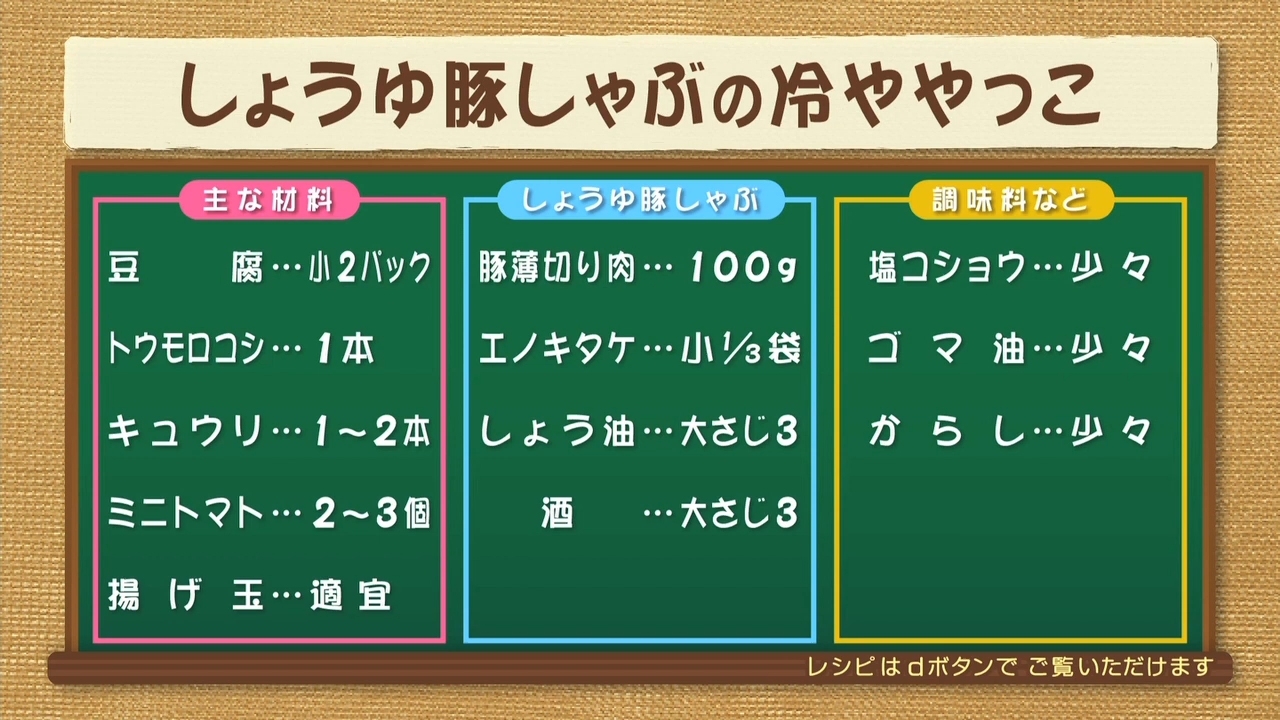 しょうゆ豚しゃぶの冷ややっこ
主な材料
豆腐…小2パック
トウモロコシ…1本
キュウリ…1～2本
ミニトマト…2～3個
揚げ玉…適宜
しょうゆ豚しゃぶ
豚薄切り肉…100g
エノキタケ…小⅓袋
しょう油…大さじ3
酒…大さじ3
調味料など
塩コショウ…少々
ゴマ油…少々
からし…少々
レシピはdボタンで ご覧いただけます